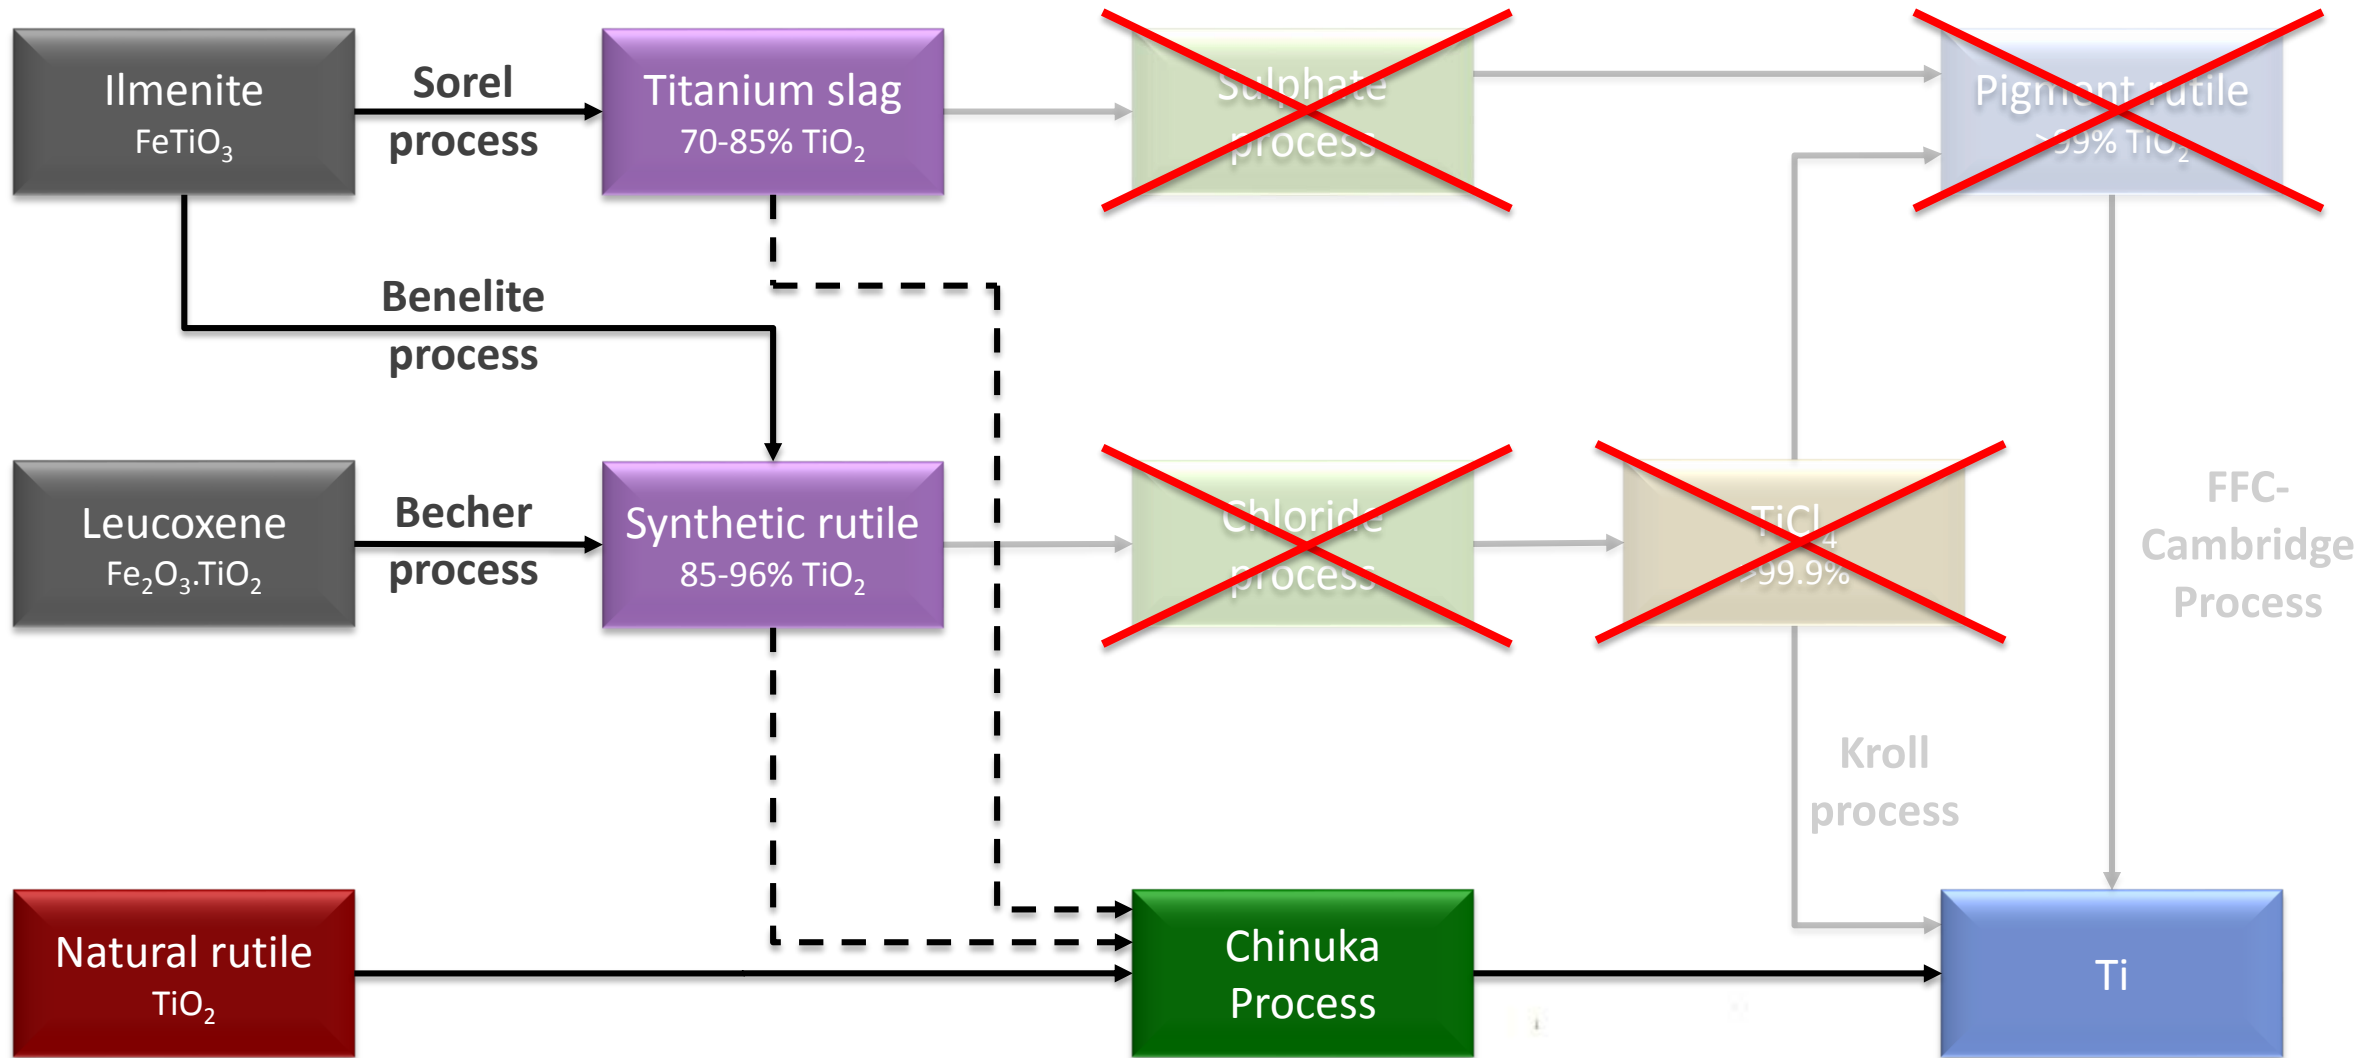 Ilmenite
FeTiO₃
Sorel
process
Titanium slag
70-85% TiO₂
Sulphate
process
Pigment rutile
>99% TiO₂
Benelite
process
Leucoxene
Fe₂O₃.TiO₂
Becher
process
Synthetic rutile
85-96% TiO₂
Chloride
process
TiCl₄
>99.9%
FFC-
Cambridge
Process
Kroll
process
Natural rutile
TiO₂
Chinuka
Process
Ti